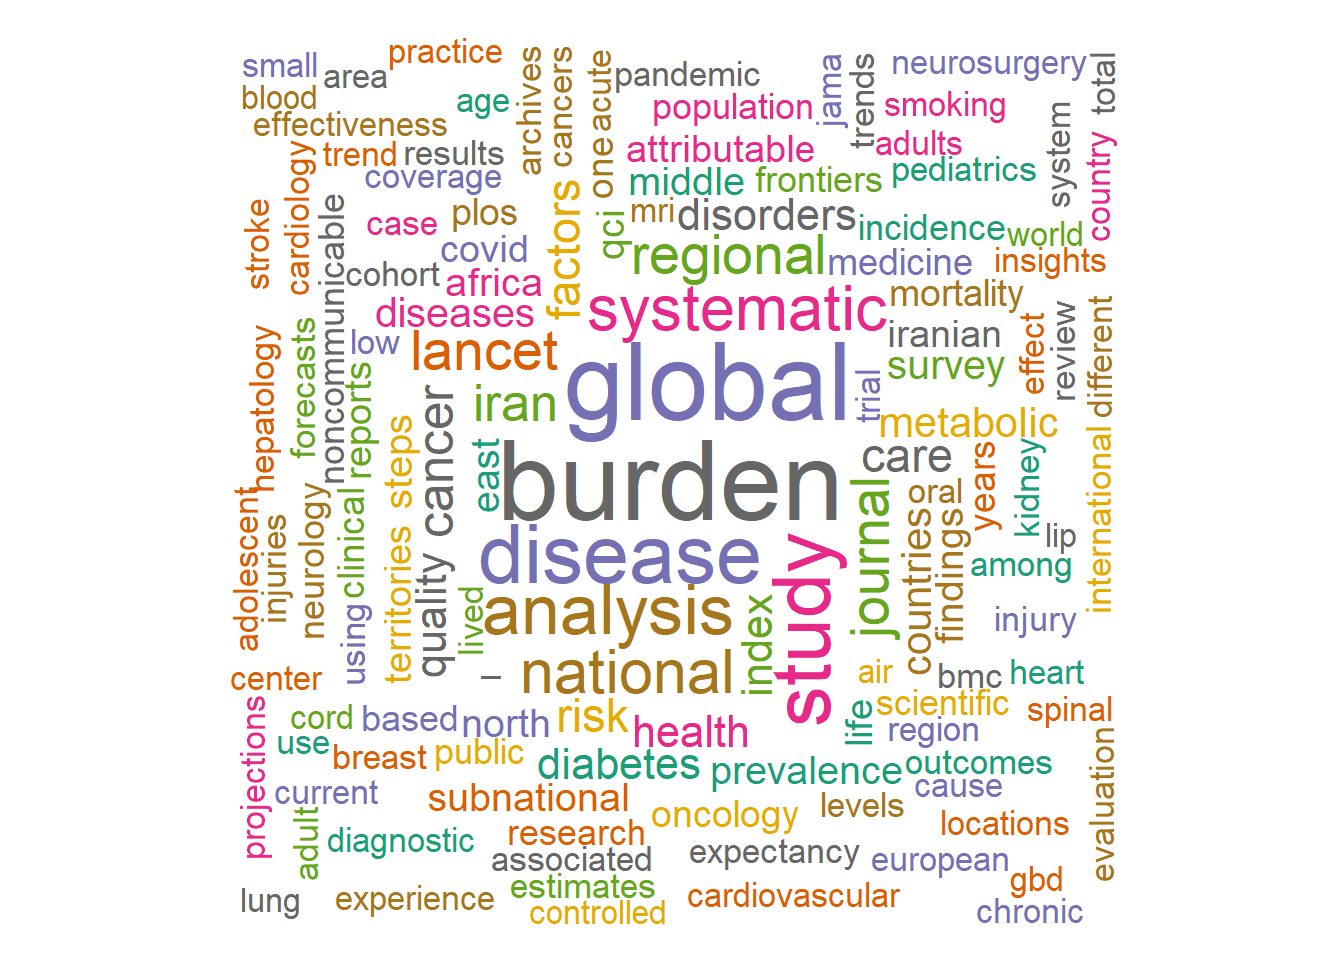 small
area
practice
blood
age
effectiveness
archives
cancers
acute
one
pandemic
population
attributable
jama
trends
neurosurgery
smoking
adults
total
system
country
trend
results
coverage
cardiology
stroke
noncommunicable
case
plos
covid
cohort
africa
diseases
factors
qci
mri
middle
frontiers
pediatrics
disorders
incidence
world
regional
medicine
insights
systematic
mortality
iranian
survey
effect
review
different
low
lancet
hepatology
forecasts
reports
iran
global
trial
metabolic
cancer
steps
east
burden
care
oral
years
kidney
lip
international
journal
countries
findings
among
adolescent
injuries
neurology
clinical
using
territories
quality
lived
disease
analysis
study
index
injury
center
–
national
air
bmc
heart
scientific
spinal
projections
cord
based
north
risk
health
life
region
use
breast
public
diabetes
prevalence
outcomes
cause
evaluation
current
subnational
oncology
levels
locations
adult
diagnostic
research
associated
expectancy
european
gbd
lung
experience
estimates
controlled
cardiovascular
chronic